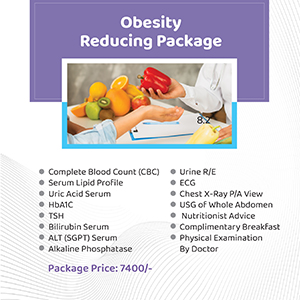 Obesity
Reducing Package
8.2
Complete Blood Count (CBC)
Serum Lipid Profile
Uric Acid Serum
HbA1C
TSH
Bilirubin Serum
ALT (SGPT) Serum
Alkaline Phosphatase
Urine R/E
ECG
Chest X-Ray P/A View
USG of Whole Abdomen
Nutritionist Advice
Complimentary Breakfast
Physical Examination
By Doctor
Package Price: 7400/-